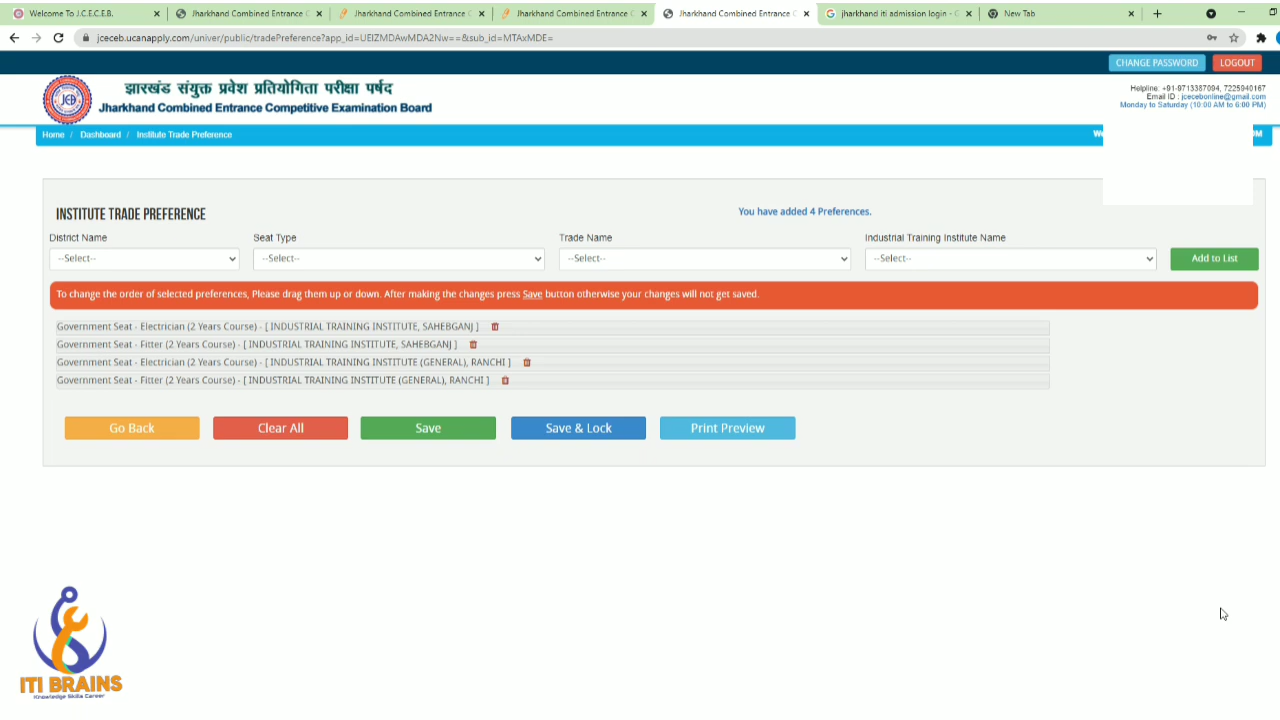 Welcome To J.C.E.C.E.B.
Jharkhand Combined Entrance C
Jharkhand Combined Entrance C
Jharkhand Combined Entrance C
Jharkhand Combined Entrance C
jharkhand iti admission login - G
New Tab
jceceb.ucanapply.com/univer/public/tradePreference?app_id=UEIZMDAwMDA2Nw==&sub_id=MTAxMDE=
CHANGE PASSWORD
LOGOUT
झारखंड संयुक्त प्रवेश प्रतियोगिता परीक्षा पर्षद
Jharkhand Combined Entrance Competitive Examination Board
Helpline: +91-9713387094, 7225940167
Email ID : jcecebonline@gmail.com
Monday to Saturday (10:00 AM to 6:00 PM)
Home / Dashboard / Institute Trade Preference
INSTITUTE TRADE PREFERENCE
You have added 4 Preferences.
District Name
Seat Type
Trade Name
Industrial Training Institute Name
--Select--
--Select--
--Select--
--Select--
Add to List
To change the order of selected preferences, Please drag them up or down. After making the changes press Save button otherwise your changes will not get saved.
Government Seat - Electrician (2 Years Course) - [ INDUSTRIAL TRAINING INSTITUTE, SAHEBGANJ ]
Government Seat - Fitter (2 Years Course) - [ INDUSTRIAL TRAINING INSTITUTE, SAHEBGANJ ]
Government Seat - Electrician (2 Years Course) - [ INDUSTRIAL TRAINING INSTITUTE (GENERAL), RANCHI ]
Government Seat - Fitter (2 Years Course) - [ INDUSTRIAL TRAINING INSTITUTE (GENERAL), RANCHI ]
Go Back
Clear All
Save
Save & Lock
Print Preview
ITI BRAINS
Knowledge Skills Career